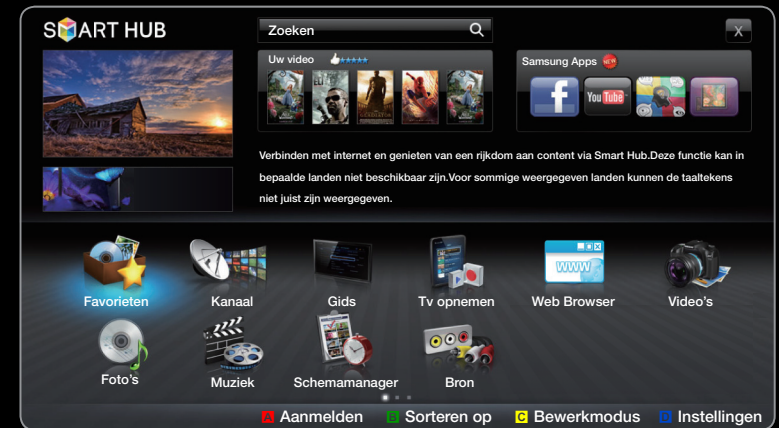 SMART HUB
Zoeken
X
Uw video
Samsung Apps NEW
f
You Tube
Verbinden met internet en genieten van een rijkdom aan content via Smart Hub.Deze functie kan in
bepaalde landen niet beschikbaar zijn.Voor sommige weergegeven landen kunnen de taaltekens
niet juist zijn weergegeven.
WWW
Favorieten Kanaal Gids Tv opnemen Web Browser Video's
Foto's Muziek Schemamanager Bron
A Aanmelden B Sorteren op C Bewerkmodus D Instellingen